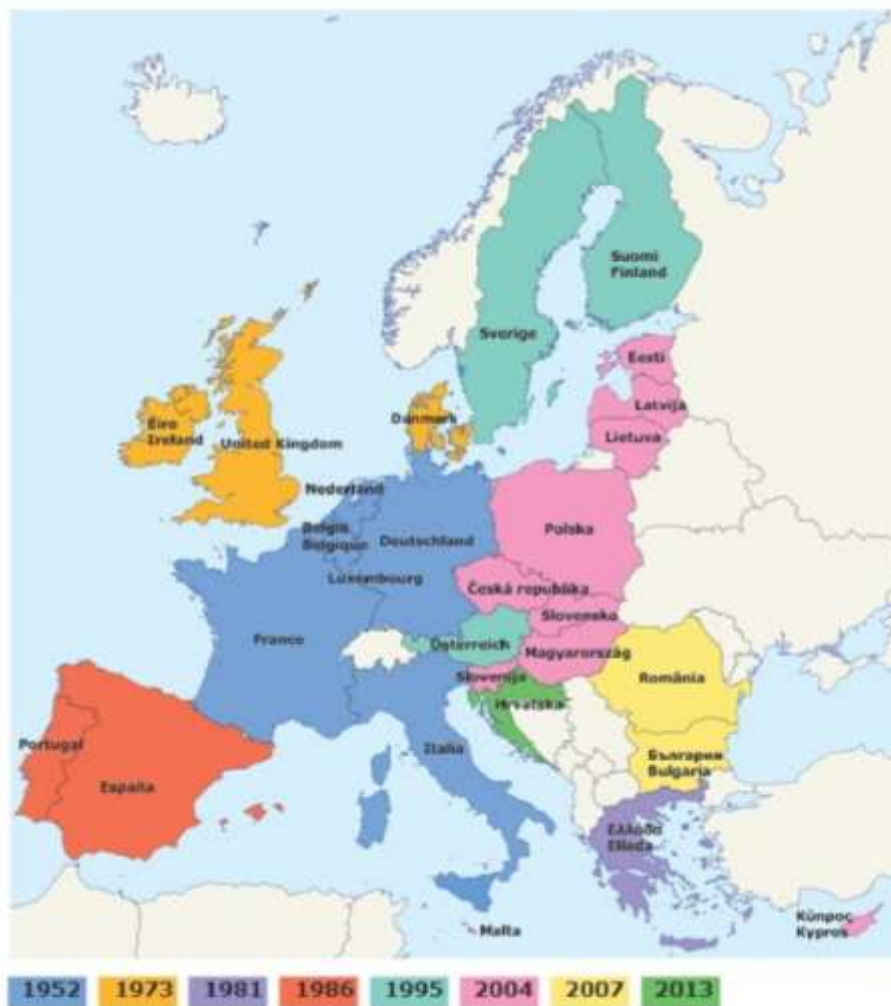 Suomi
Finland
Sverige
Eesti
Latvija
Lietuva
Danmark
Éire
Ireland
United Kingdom
Nederland
België
Belgique
Deutschland
Polska
Luxembourg
Česká republika
Slovensko
France
Österreich
Magyarország
Slovenija
Hrvatska
România
Portugal
España
Italia
България
Bulgaria
Ελλάδα
Ellada
Malta
Κύπρος
Kypros
1952 1973 1981 1986 1995 2004 2007 2013